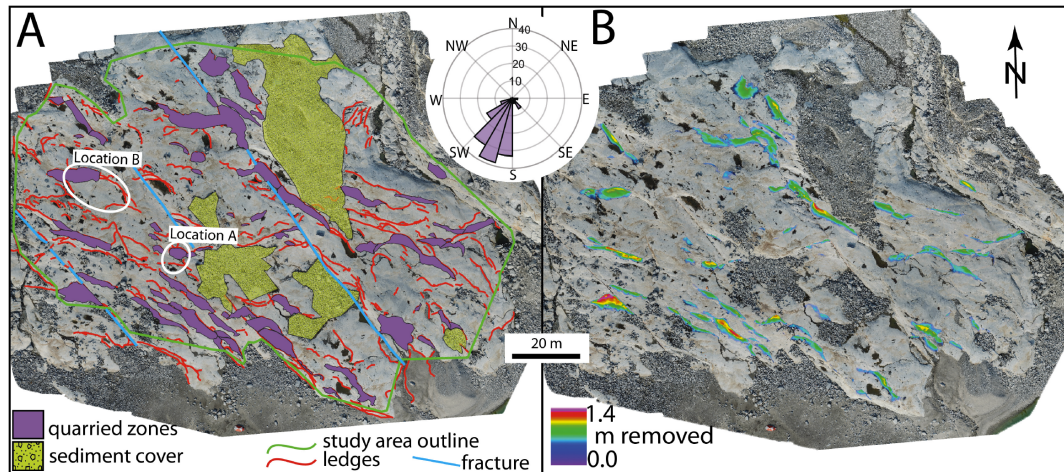 A
B
N
40
30
20
10
NW
NE
W
E
SW
SE
S
N
Location B
Location A
20 m
quarried zones
sediment cover
study area outline
ledges
fracture
1.4
m removed
0.0